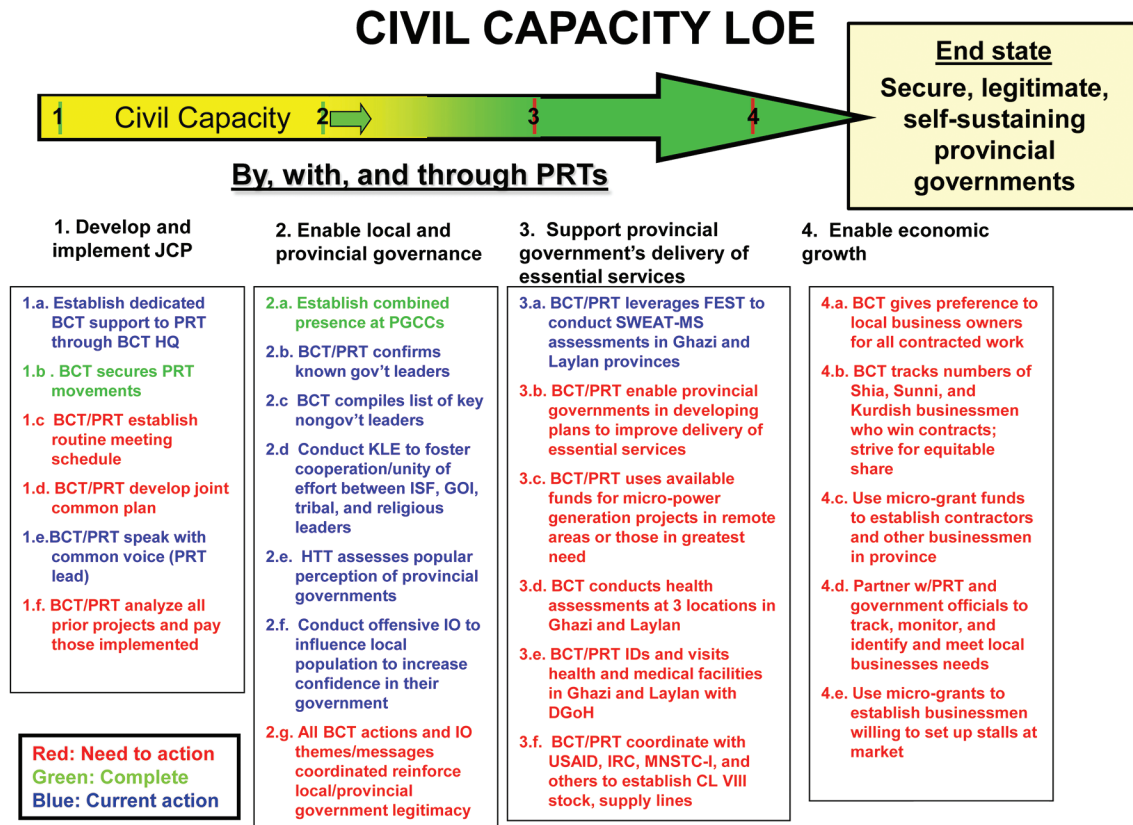 CIVIL CAPACITY LOE
End state
Secure, legitimate,
self-sustaining
provincial
governments
1
Civil Capacity
2
3
4
By, with, and through PRTs
1. Develop and
implement JCP
1.a. Establish dedicated
BCT support to PRT
through BCT HQ
1.b . BCT secures PRT
movements
1.c BCT/PRT establish
routine meeting
schedule
1.d. BCT/PRT develop joint
common plan
1.e.BCT/PRT speak with
common voice (PRT
lead)
1.f. BCT/PRT analyze all
prior projects and pay
those implemented
2. Enable local and
provincial governance
2.a. Establish combined
presence at PGCCs
2.b. BCT/PRT confirms
known gov't leaders
2.c BCT compiles list of key
nongov't leaders
2.d Conduct KLE to foster
cooperation/unity of
effort between ISF, GOI,
tribal, and religious
leaders
2.e. HTT assesses popular
perception of provincial
governments
2.f. Conduct offensive IO to
influence local
population to increase
confidence in their
government
2.g. All BCT actions and IO
themes/messages
coordinated reinforce
local/provincial
government legitimacy
3. Support provincial
government's delivery of
essential services
3.a. BCT/PRT leverages FEST to
conduct SWEAT-MS
assessments in Ghazi and
Laylan provinces
3.b. BCT/PRT enable provincial
governments in developing
plans to improve delivery of
essential services
3.c. BCT/PRT uses available
funds for micro-power
generation projects in remote
areas or those in greatest
need
3.d. BCT conducts health
assessments at 3 locations in
Ghazi and Laylan
3.e. BCT/PRT IDs and visits
health and medical facilities
in Ghazi and Laylan with
DGoH
3.f. BCT/PRT coordinate with
USAID, IRC, MNSTC-I, and
others to establish CL VIII
stock, supply lines
4. Enable economic
growth
4.a. BCT gives preference to
local business owners
for all contracted work
4.b. BCT tracks numbers of
Shia, Sunni, and
Kurdish businessmen
who win contracts;
strive for equitable
share
4.c. Use micro-grant funds
to establish contractors
and other businessmen
in province
4.d. Partner w/PRT and
government officials to
track, monitor, and
identify and meet local
businesses needs
4.e. Use micro-grants to
establish businessmen
willing to set up stalls at
market
Red: Need to action
Green: Complete
Blue: Current action